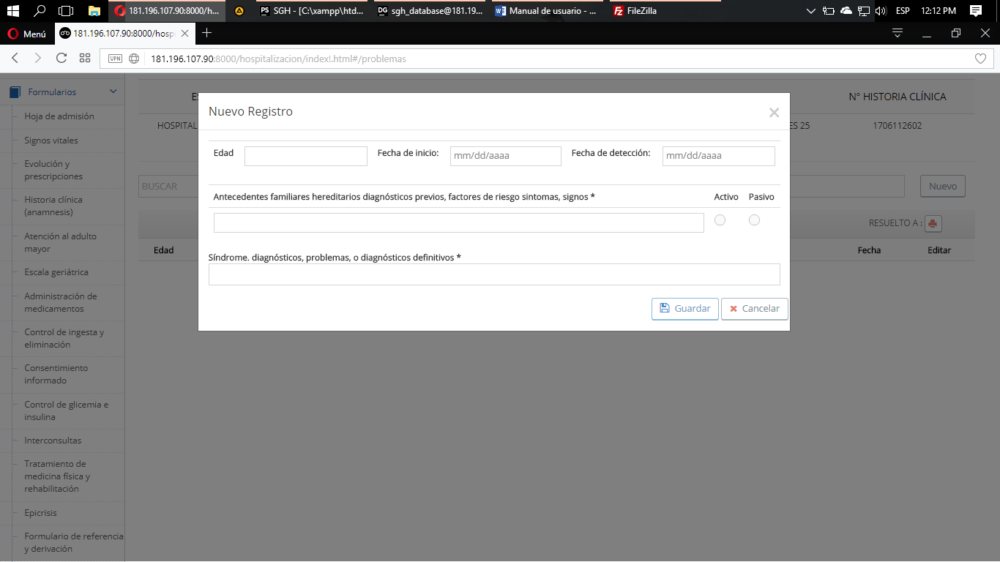 181.196.107.90:8000/h...
SGH - [C:\xampp\htd...
sgh_database@181.19...
Manual de usuario - ...
FileZilla
ESP
12:12 PM
Menú
181.196.107.90:8000/hospi
VPN
181.196.107.90:8000/hospitalizacion/index!.html#/problemas
Formularios
Hoja de admisión
Signos vitales
Evolución y
prescripciones
Historia clínica
(anamnesis)
Atención al adulto
mayor
Escala geriátrica
Administración de
medicamentos
Control de ingesta y
eliminación
Consentimiento
informado
Control de glicemia e
insulina
Interconsultas
Tratamiento de
medicina física y
rehabilitación
Epicrisis
Formulario de referencia
y derivación
ES
N° HISTORIA CLÍNICA
HOSPITAL
ES 25
1706112602
BUSCAR
Nuevo
RESUELTO A :
Edad
Fecha
Editar
Nuevo Registro
Edad
Fecha de inicio:
mm/dd/aaaa
Fecha de detección:
mm/dd/aaaa
Antecedentes familiares hereditarios diagnósticos previos, factores de riesgo sintomas, signos *
Activo
Pasivo
Síndrome. diagnósticos, problemas, o diagnósticos definitivos *
Guardar
Cancelar